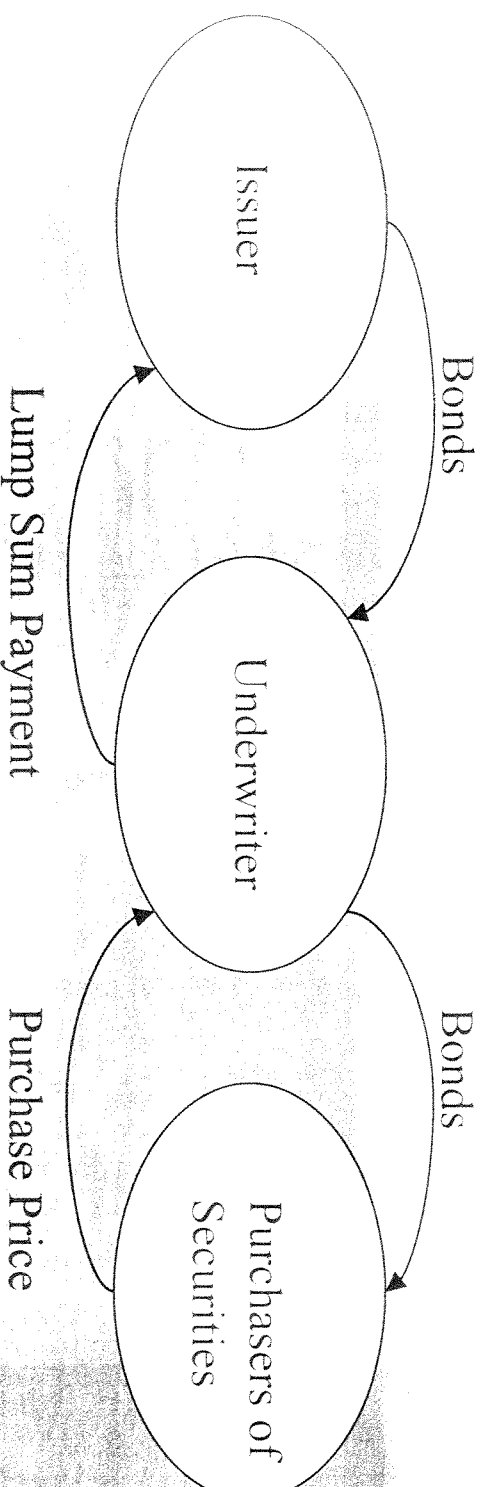 Bonds
Bonds
Issuer
Underwriter
Purchasers of
Securities
Lump Sum Payment
Purchase Price